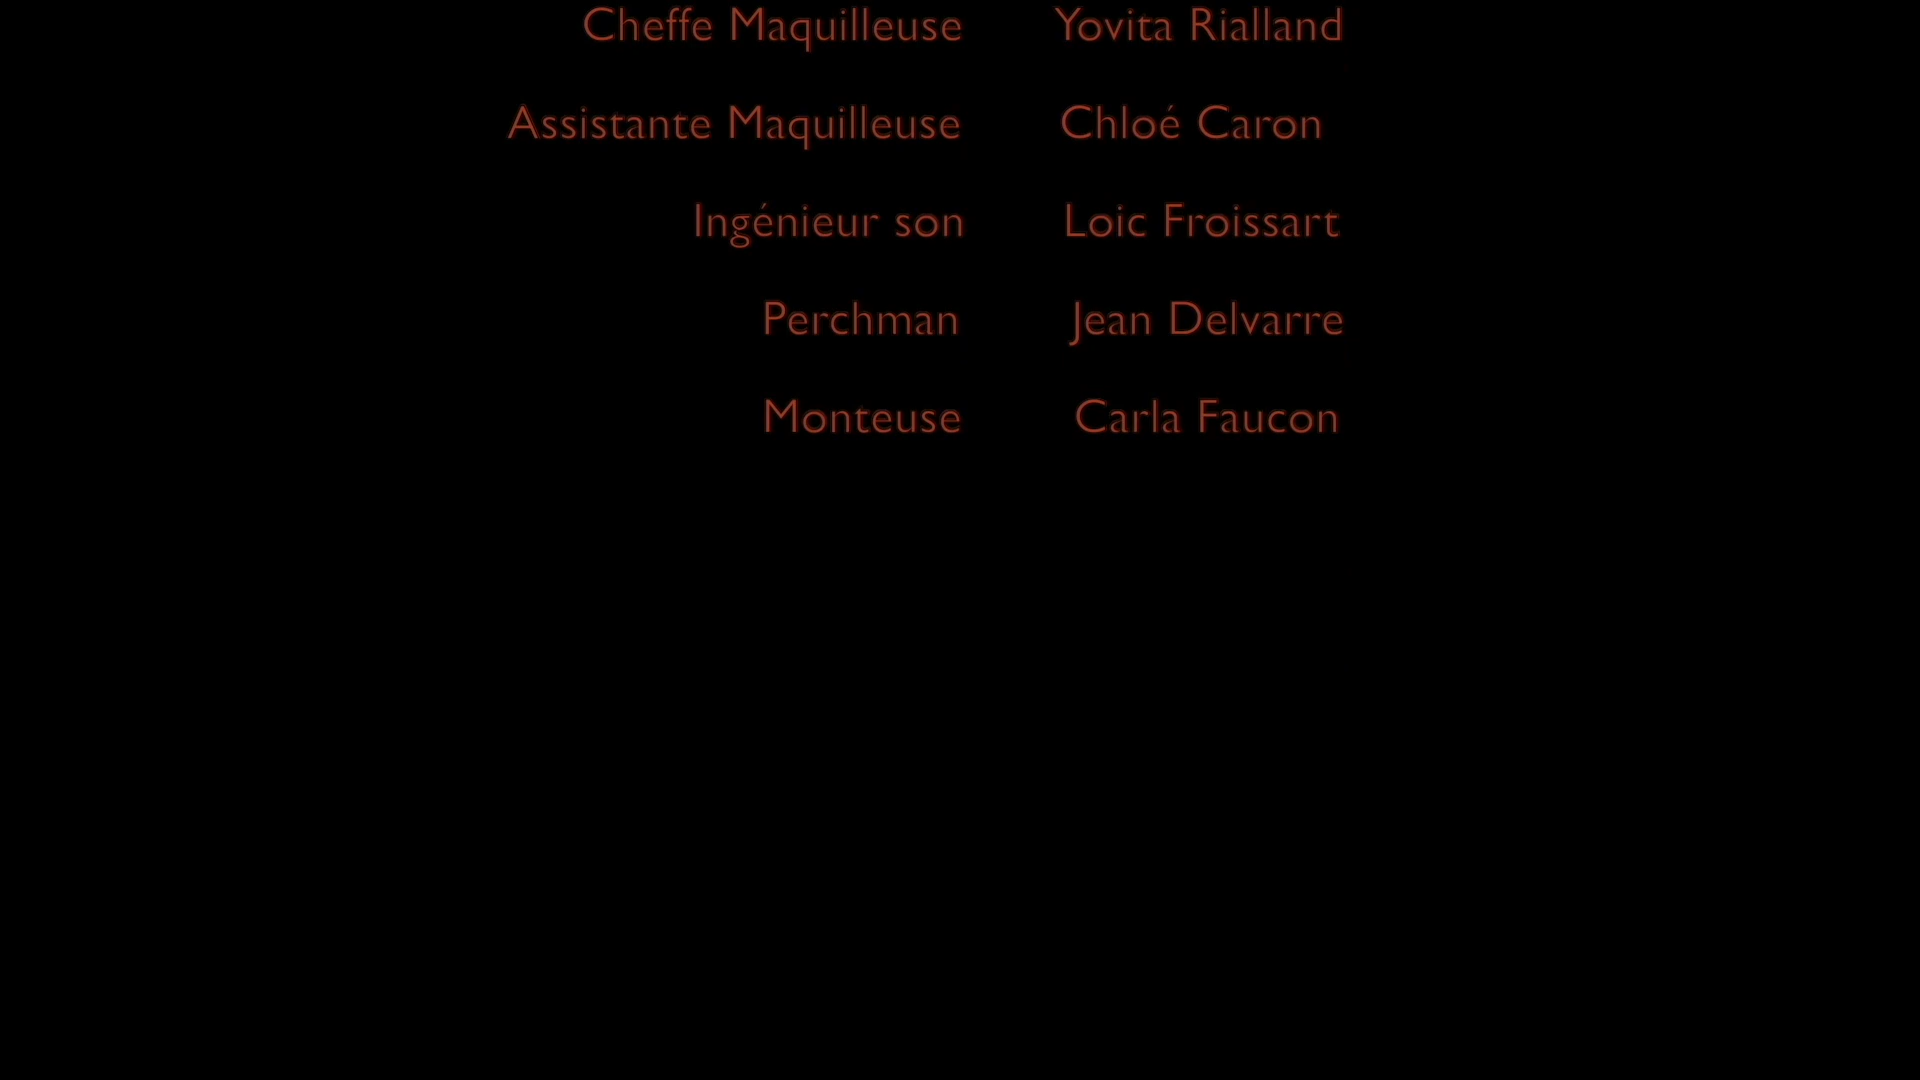 Cheffe Maquilleuse Yovita Rialland
Assistante Maquilleuse Chloé Caron
Ingénieur son Loic Froissart
Perchman Jean Delvarre
Monteuse Carla Faucon